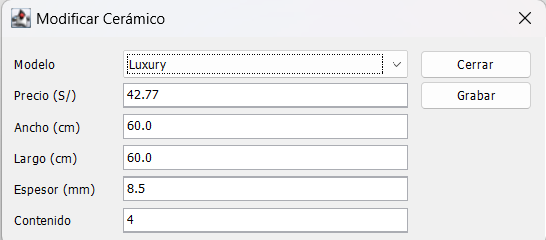 Modificar Cerámico
Modelo Luxury Cerrar
Precio (S/) 42.77 Grabar
Ancho (cm) 60.0
Largo (cm) 60.0
Espesor (mm) 8.5
Contenido 4